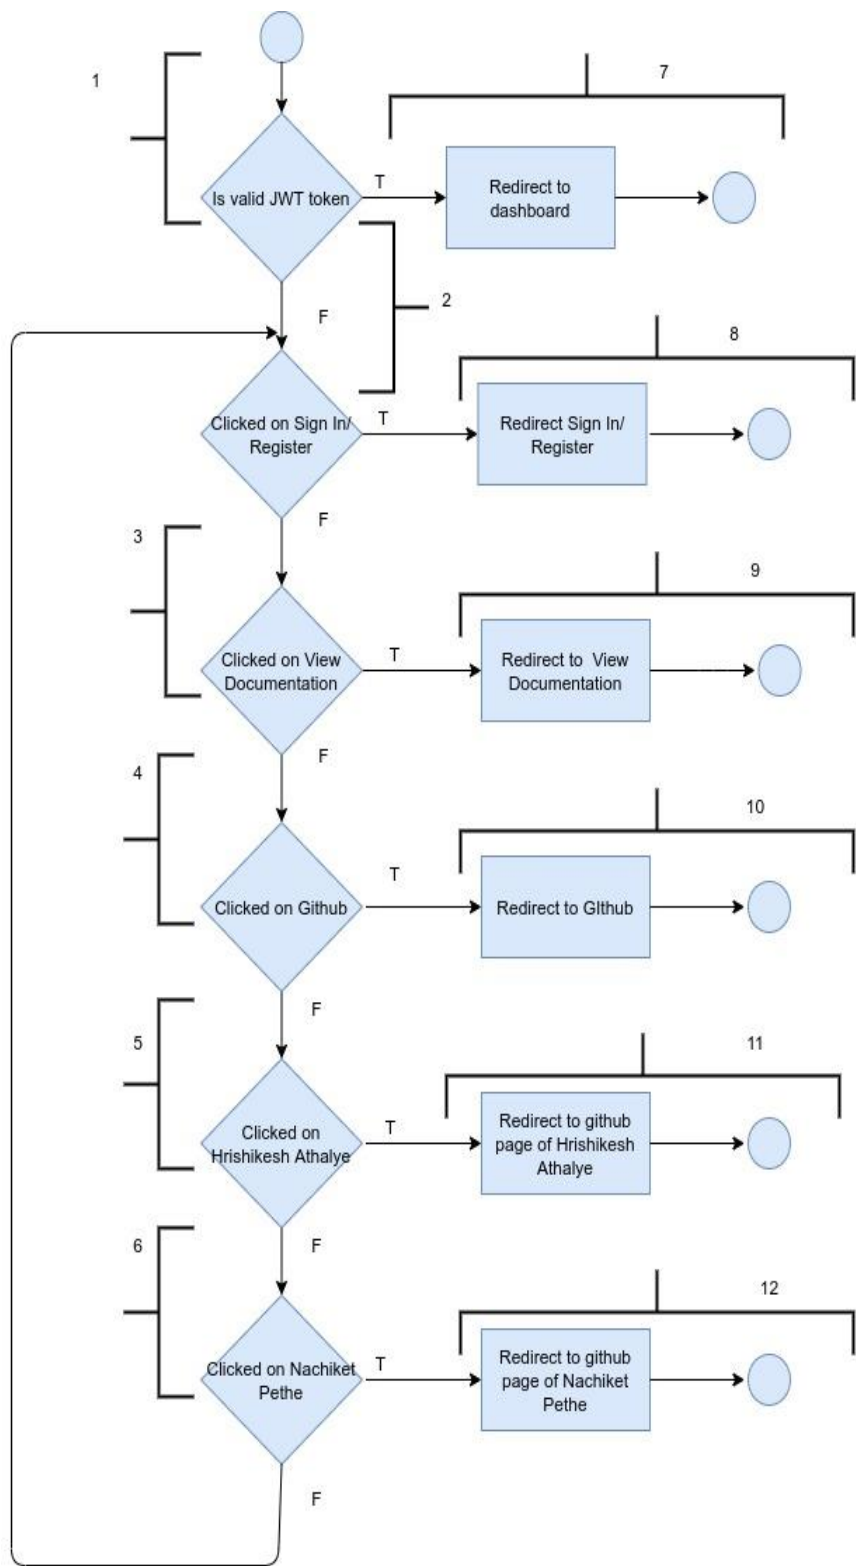 1
7
Is valid JWT token
T
Redirect to
dashboard
2
F
8
Clicked on Sign In/
Register
T
Redirect Sign In/
Register
F
3
9
Clicked on View
Documentation
T
Redirect to  View
Documentation
F
4
10
Clicked on Github
T
Redirect to GIthub
F
5
11
Clicked on
Hrishikesh Athalye
T
Redirect to github
page of Hrishikesh
Athalye
F
6
12
Clicked on Nachiket
Pethe
T
Redirect to github
page of Nachiket
Pethe
F